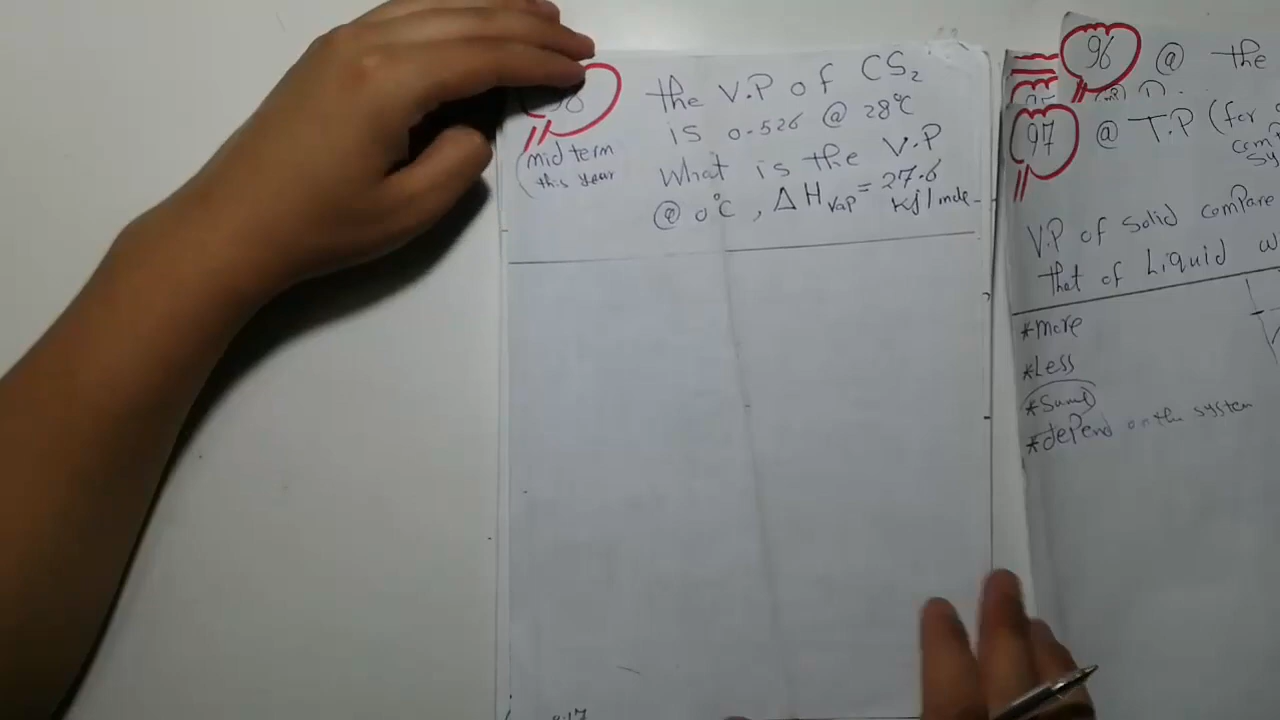 the V.P of CS2
is 0.526 @ 28°C
(mid term
this year
What is the V.P
@ 0°C, ΔHvap = 27.6
kJ/mole
96 @ the
97 @ T.P (for
V.P of Solid compare
that of Liquid w
*more
*Less
*depend on the system